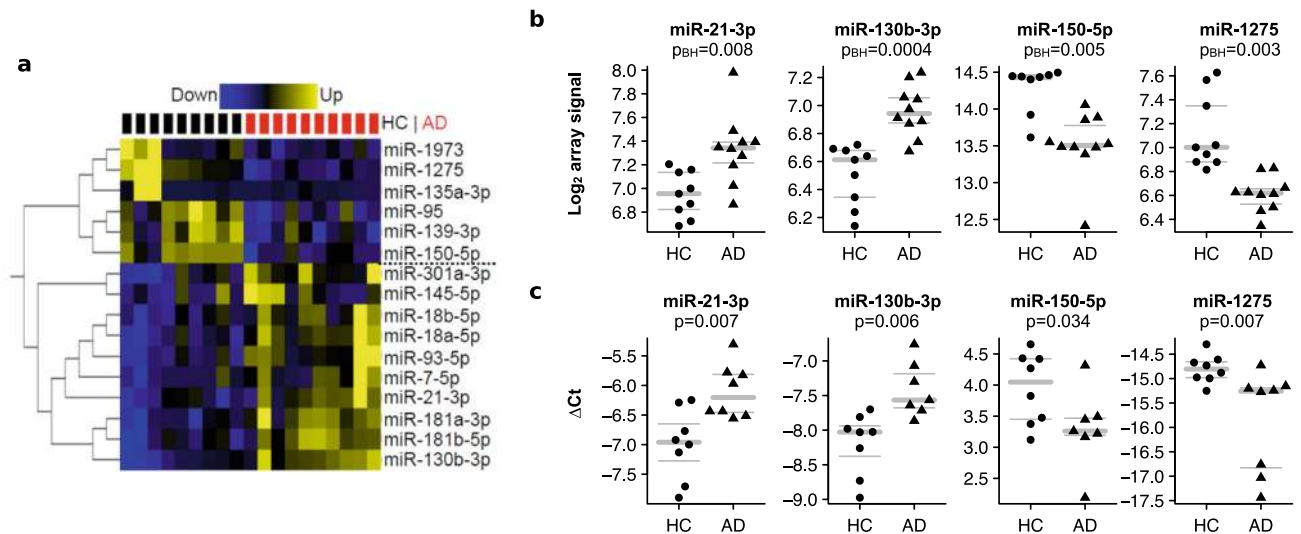 a
Down Up
HC | AD
miR-1973
miR-1275
miR-135a-3p
miR-95
miR-139-3p
miR-150-5p
miR-301a-3p
miR-145-5p
miR-18b-5p
miR-18a-5p
miR-93-5p
miR-7-5p
miR-21-3p
miR-181a-3p
miR-181b-5p
miR-130b-3p
b
Log₂ array signal
miR-21-3p
pBH=0.008
8.0
7.8
7.6
7.4
7.2
7.0
6.8
HC AD
miR-130b-3p
pBH=0.0004
7.2
7.0
6.8
6.6
6.4
6.2
HC AD
miR-150-5p
pBH=0.005
14.5
14.0
13.5
13.0
12.5
HC AD
miR-1275
pBH=0.003
7.6
7.4
7.2
7.0
6.8
6.6
6.4
HC AD
c
ΔCt
miR-21-3p
p=0.007
−5.5
−6.0
−6.5
−7.0
−7.5
HC AD
miR-130b-3p
p=0.006
−7.0
−7.5
−8.0
−8.5
−9.0
HC AD
miR-150-5p
p=0.034
4.5
4.0
3.5
3.0
2.5
HC AD
miR-1275
p=0.007
−14.5
−15.0
−15.5
−16.0
−16.5
−17.0
−17.5
HC AD